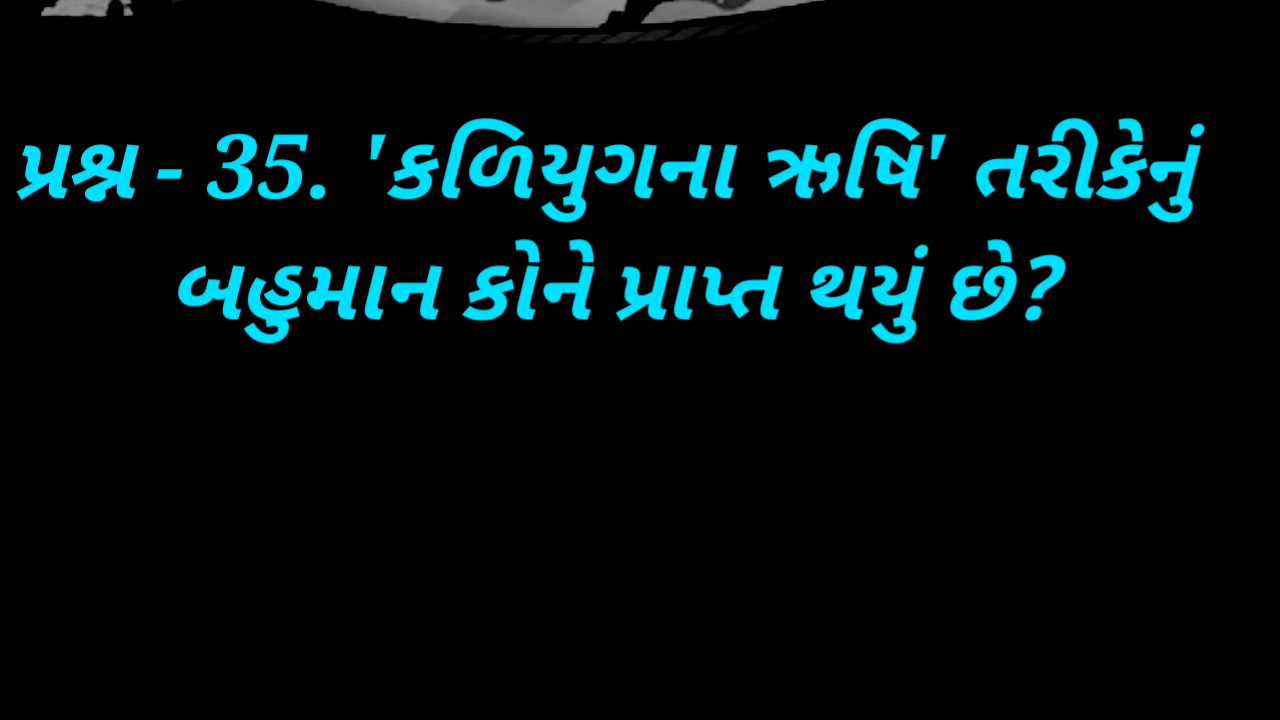 પ્રશ્ન - 35. 'કળિયુગના ઋષિ' તરીકેનું
બહુમાન કોને પ્રાપ્ત થયું છે?